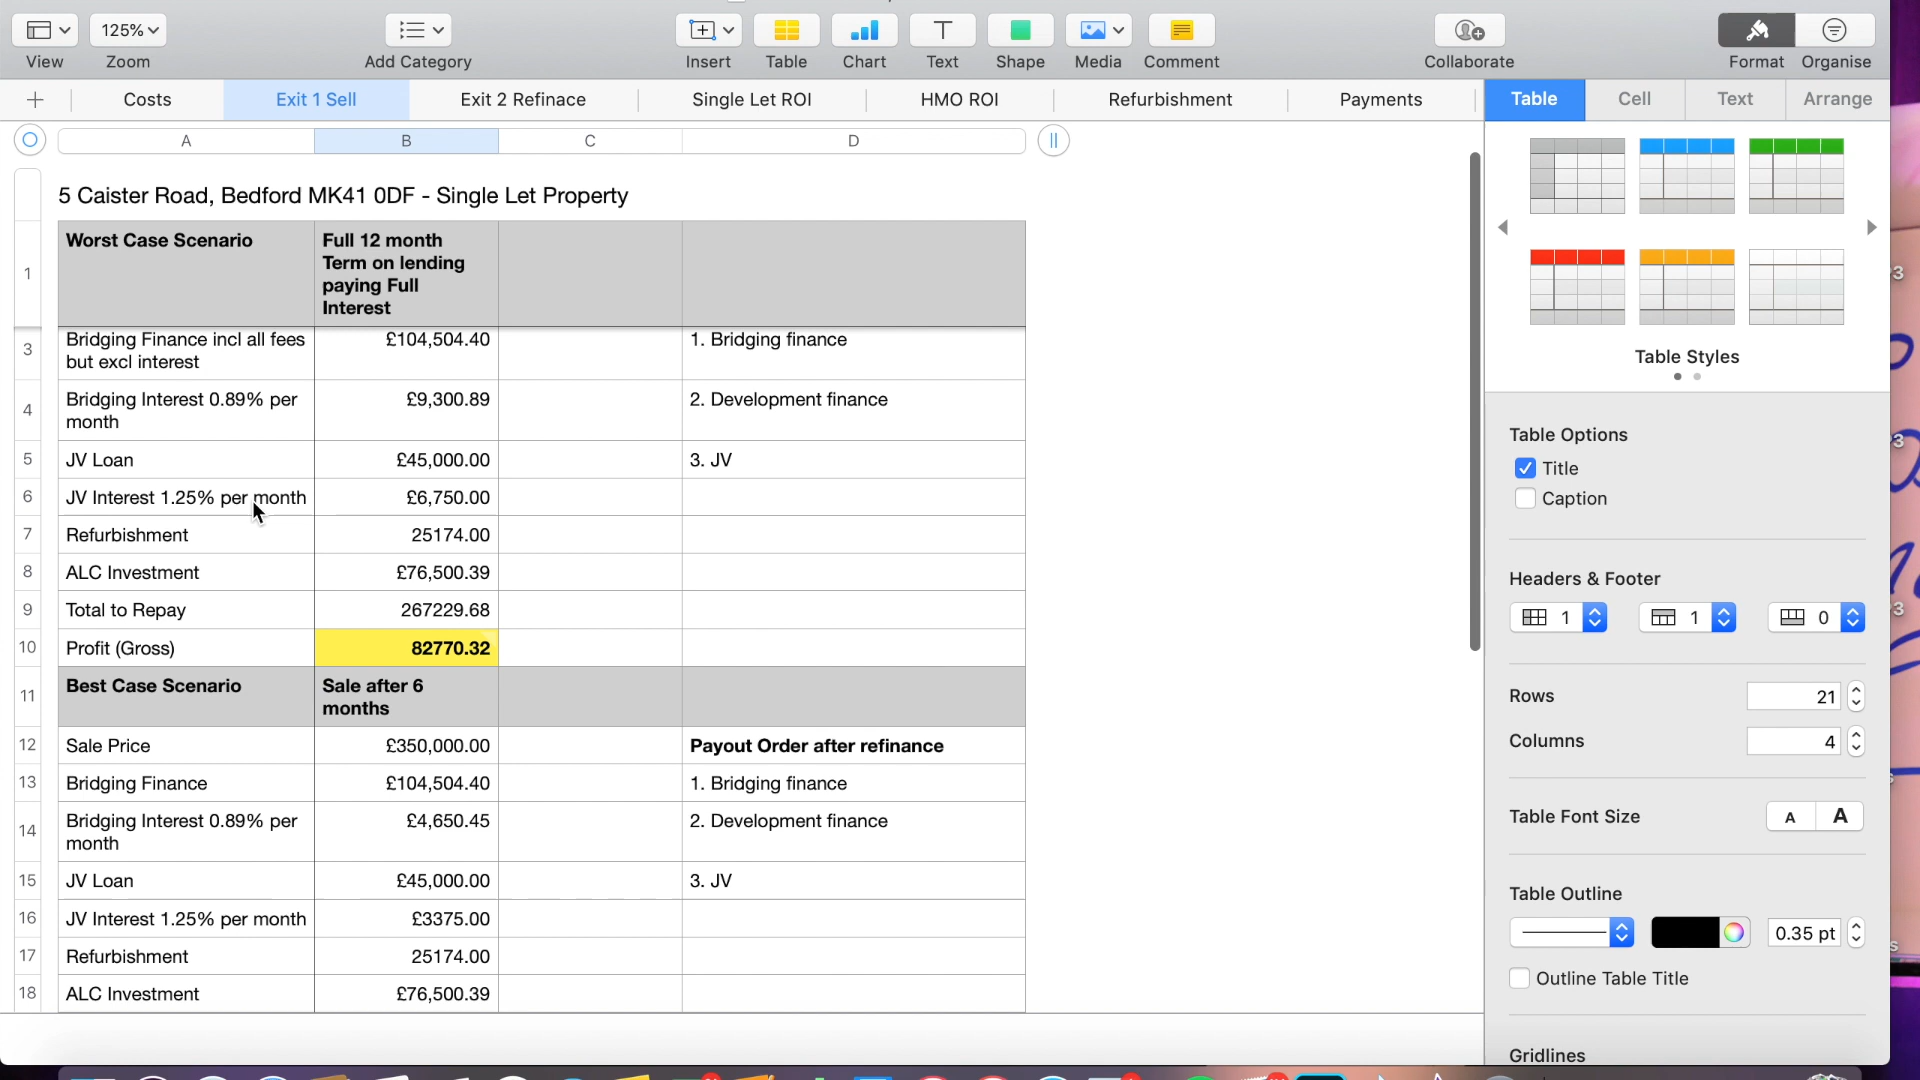 125%
View
Zoom
Add Category
Insert
Table
Chart
Text
Shape
Media
Comment
Collaborate
Format
Organise
Costs
Exit 1 Sell
Exit 2 Refinace
Single Let ROI
HMO ROI
Refurbishment
Payments
Table
Cell
Text
Arrange
A
B
C
D
5 Caister Road, Bedford MK41 0DF - Single Let Property
1
Worst Case Scenario
Full 12 month
Term on lending
paying Full
Interest
3
Bridging Finance incl all fees
but excl interest
£104,504.40
1. Bridging finance
4
Bridging Interest 0.89% per
month
£9,300.89
2. Development finance
5
JV Loan
£45,000.00
3. JV
6
JV Interest 1.25% per month
£6,750.00
7
Refurbishment
25174.00
8
ALC Investment
£76,500.39
9
Total to Repay
267229.68
10
Profit (Gross)
82770.32
11
Best Case Scenario
Sale after 6
months
12
Sale Price
£350,000.00
Payout Order after refinance
13
Bridging Finance
£104,504.40
1. Bridging finance
14
Bridging Interest 0.89% per
month
£4,650.45
2. Development finance
15
JV Loan
£45,000.00
3. JV
16
JV Interest 1.25% per month
£3375.00
17
Refurbishment
25174.00
18
ALC Investment
£76,500.39
Table Styles
Table Options
Title
Caption
Headers & Footer
1
1
0
Rows
21
Columns
4
Table Font Size
A
A
Table Outline
0.35 pt
Outline Table Title
Gridlines